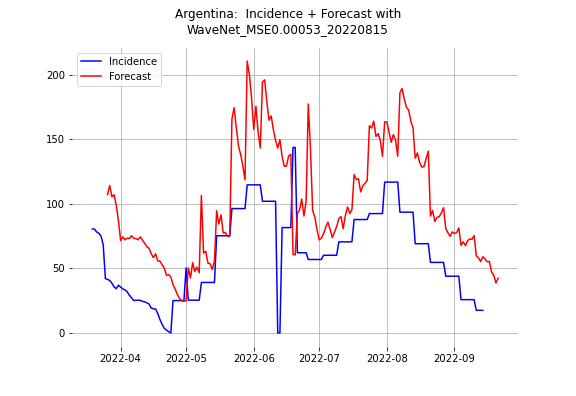 Argentina:  Incidence + Forecast with
WaveNet_MSE0.00053_20220815
Incidence
Forecast
200
150
100
50
0
2022-04
2022-05
2022-06
2022-07
2022-08
2022-09